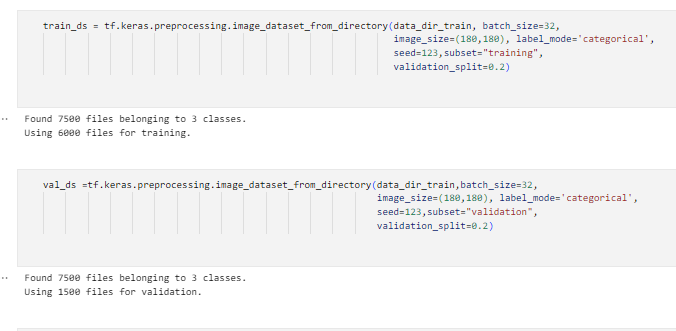 train_ds = tf.keras.preprocessing.image_dataset_from_directory(data_dir_train, batch_size=32,
image_size=(180,180), label_mode='categorical',
seed=123,subset="training",
validation_split=0.2)
Found 7500 files belonging to 3 classes.
Using 6000 files for training.
val_ds =tf.keras.preprocessing.image_dataset_from_directory(data_dir_train,batch_size=32,
image_size=(180,180), label_mode='categorical',
seed=123,subset="validation",
validation_split=0.2)
Found 7500 files belonging to 3 classes.
Using 1500 files for validation.